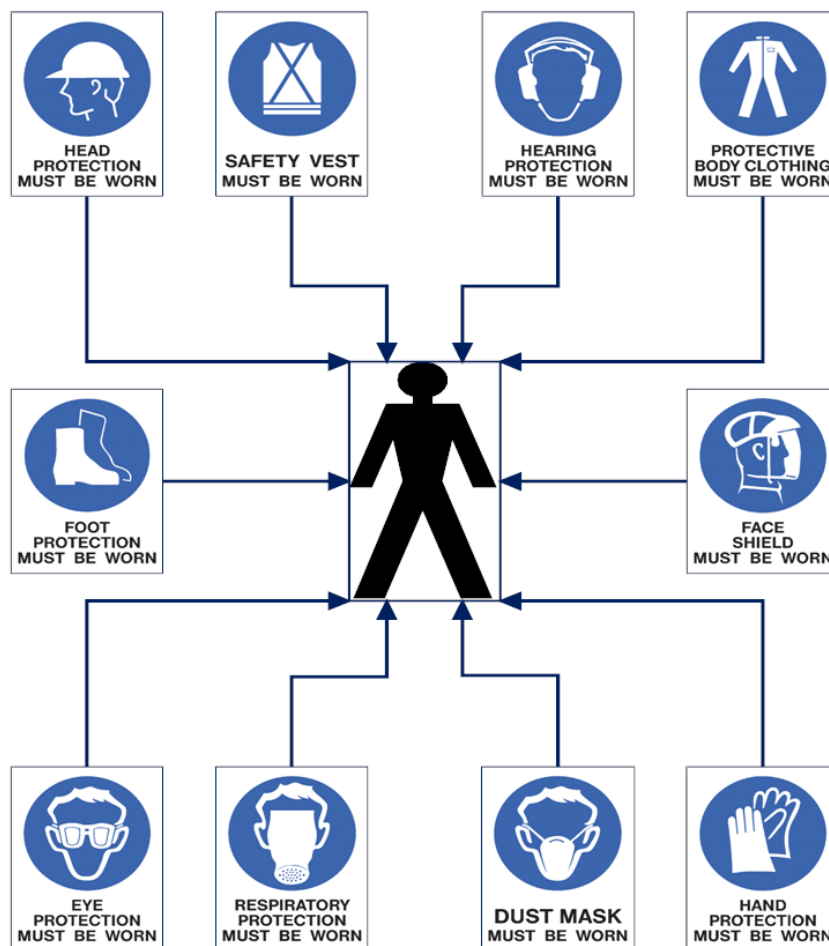 HEAD
PROTECTION
MUST BE WORN
SAFETY VEST
MUST BE WORN
HEARING
PROTECTION
MUST BE WORN
PROTECTIVE
BODY CLOTHING
MUST BE WORN
FOOT
PROTECTION
MUST BE WORN
FACE
SHIELD
MUST BE WORN
EYE
PROTECTION
MUST BE WORN
RESPIRATORY
PROTECTION
MUST BE WORN
DUST MASK
MUST BE WORN
HAND
PROTECTION
MUST BE WORN